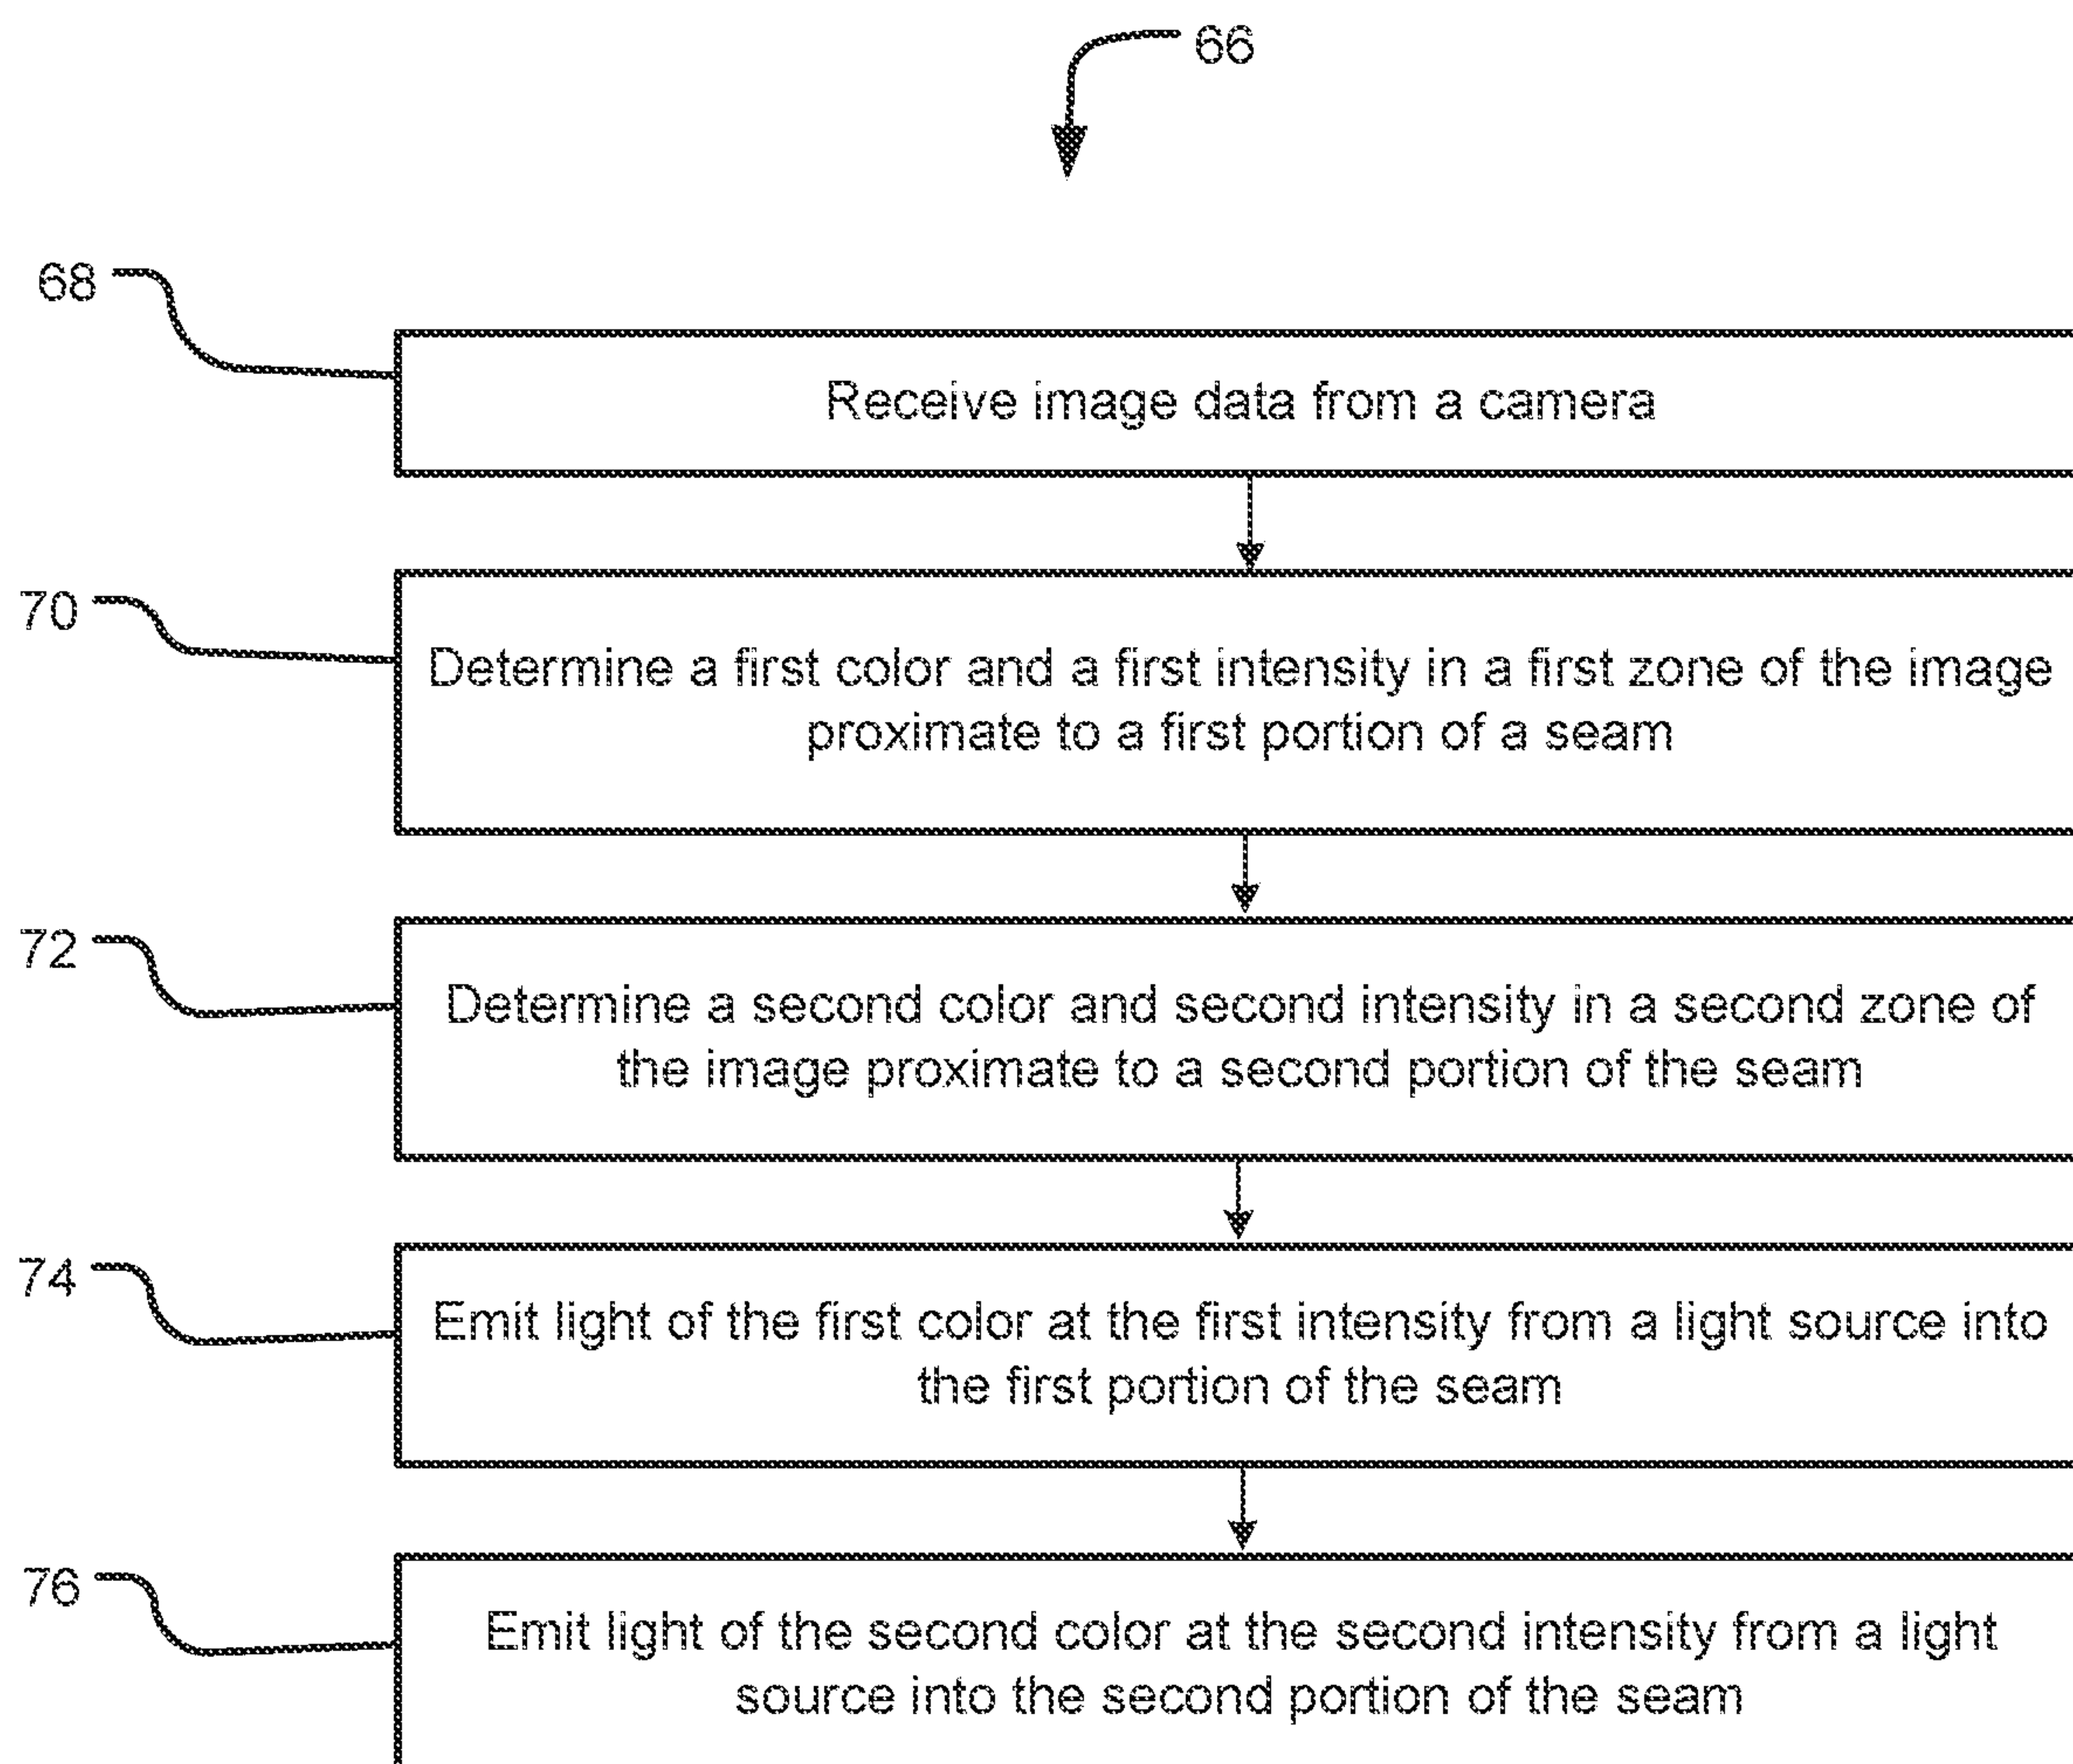 66
68
Receive image data from a camera
70
Determine a first color and a first intensity in a first zone of the image
proximate to a first portion of a seam
72
Determine a second color and second intensity in a second zone of
the image proximate to a second portion of the seam
74
Emit light of the first color at the first intensity from a light source into
the first portion of the seam
76
Emit light of the second color at the second intensity from a light
source into the second portion of the seam